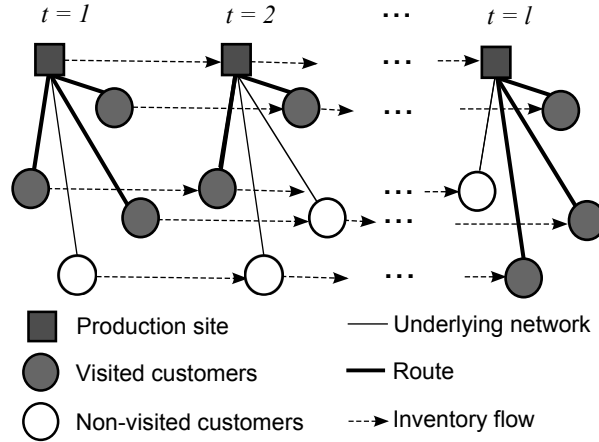 t = 1 t = 2 ... t = l
...
...
...
...
Production site Underlying network
Visited customers Route
Non-visited customers Inventory flow